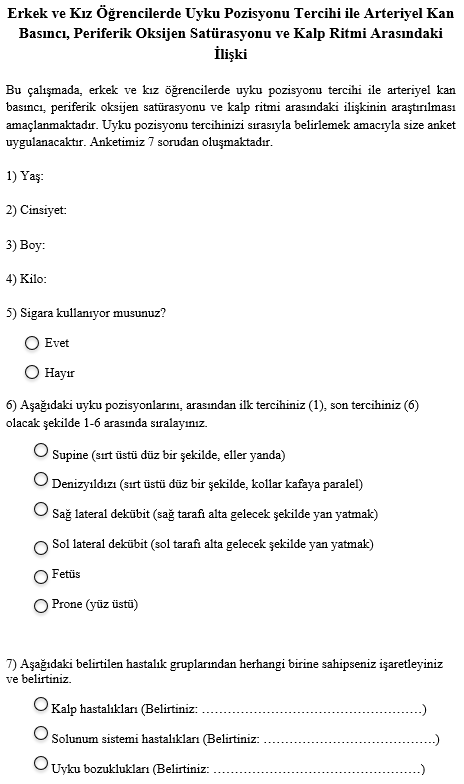 Erkek ve Kız Öğrencilerde Uyku Pozisyonu Tercihi ile Arteriyel Kan
Basıncı, Periferik Oksijen Satürasyonu ve Kalp Ritmi Arasındaki
İlişki
Bu çalışmada, erkek ve kız öğrencilerde uyku pozisyonu tercihi ile arteriyel kan
basıncı, periferik oksijen satürasyonu ve kalp ritmi arasındaki ilişkinin araştırılması
amaçlanmaktadır. Uyku pozisyonu tercihinizi sırasıyla belirlemek amacıyla size anket
uygulanacaktır. Anketimiz 7 sorudan oluşmaktadır.
1) Yaş:
2) Cinsiyet:
3) Boy:
4) Kilo:
5) Sigara kullanıyor musunuz?
Evet
Hayır
6) Aşağıdaki uyku pozisyonlarını, arasından ilk tercihiniz (1), son tercihiniz (6)
olacak şekilde 1-6 arasında sıralayınız.
Supine (sırt üstü düz bir şekilde, eller yanda)
Denizyıldızı (sırt üstü düz bir şekilde, kollar kafaya paralel)
Sağ lateral dekübit (sağ tarafı alta gelecek şekilde yan yatmak)
Sol lateral dekübit (sol tarafı alta gelecek şekilde yan yatmak)
Fetüs
Prone (yüz üstü)
7) Aşağıdaki belirtilen hastalık gruplarından herhangi birine sahipseniz işaretleyiniz
ve belirtiniz.
Kalp hastalıkları (Belirtiniz: ……………………………………………….)
Solunum sistemi hastalıkları (Belirtiniz: ……………………………………..)
Uyku bozuklukları (Belirtiniz: ……………………………………………..)